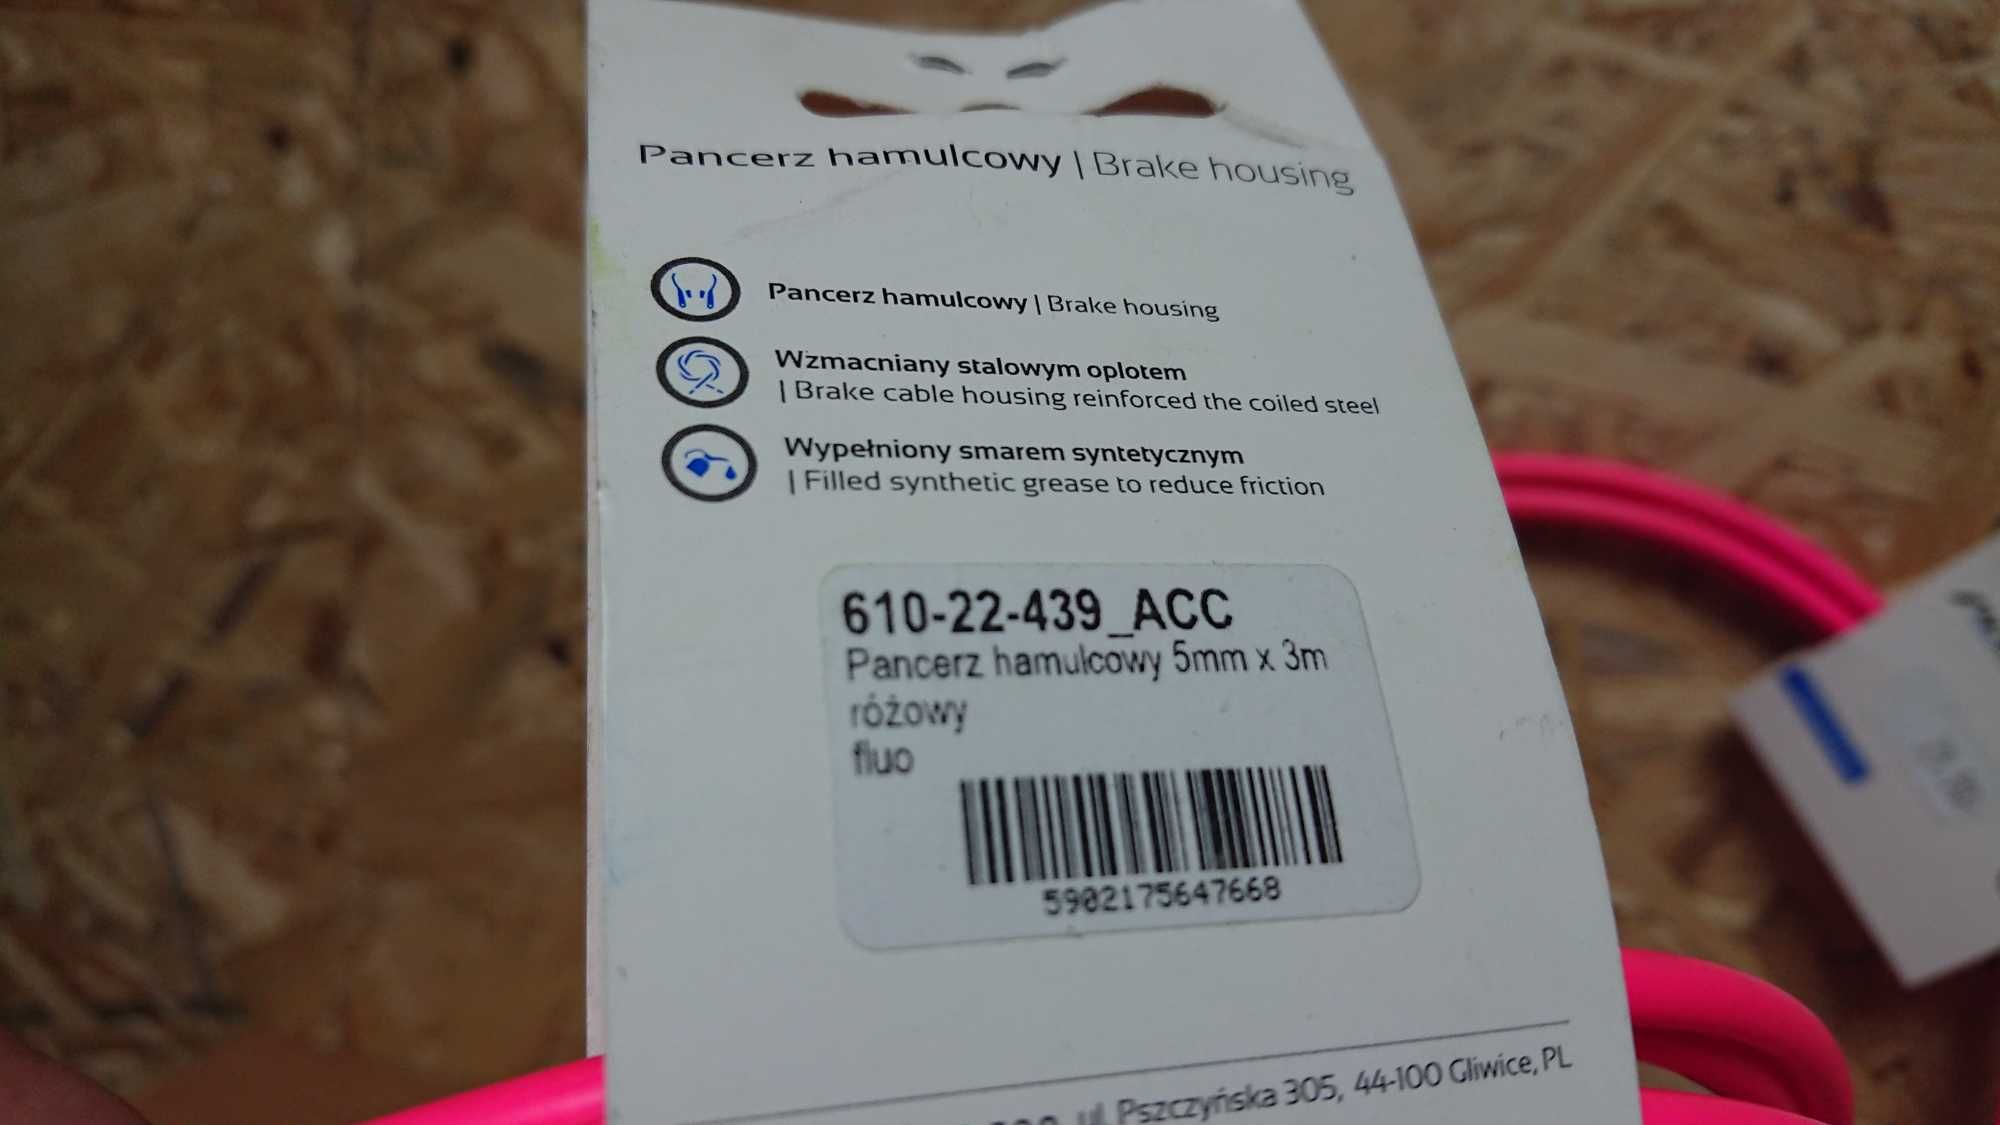 Pancerz hamulcowy | Brake housing
Pancerz hamulcowy | Brake housing
Wzmacniany stalowym oplotem
| Brake cable housing reinforced the coiled steel
Wypełniony smarem syntetycznym
| Filled synthetic grease to reduce friction
610-22-439_ACC
Pancerz hamulcowy 5mm x 3m
różowy
fluo
5902175647668
ul. Pszczyńska 305, 44-100 Gliwice, PL